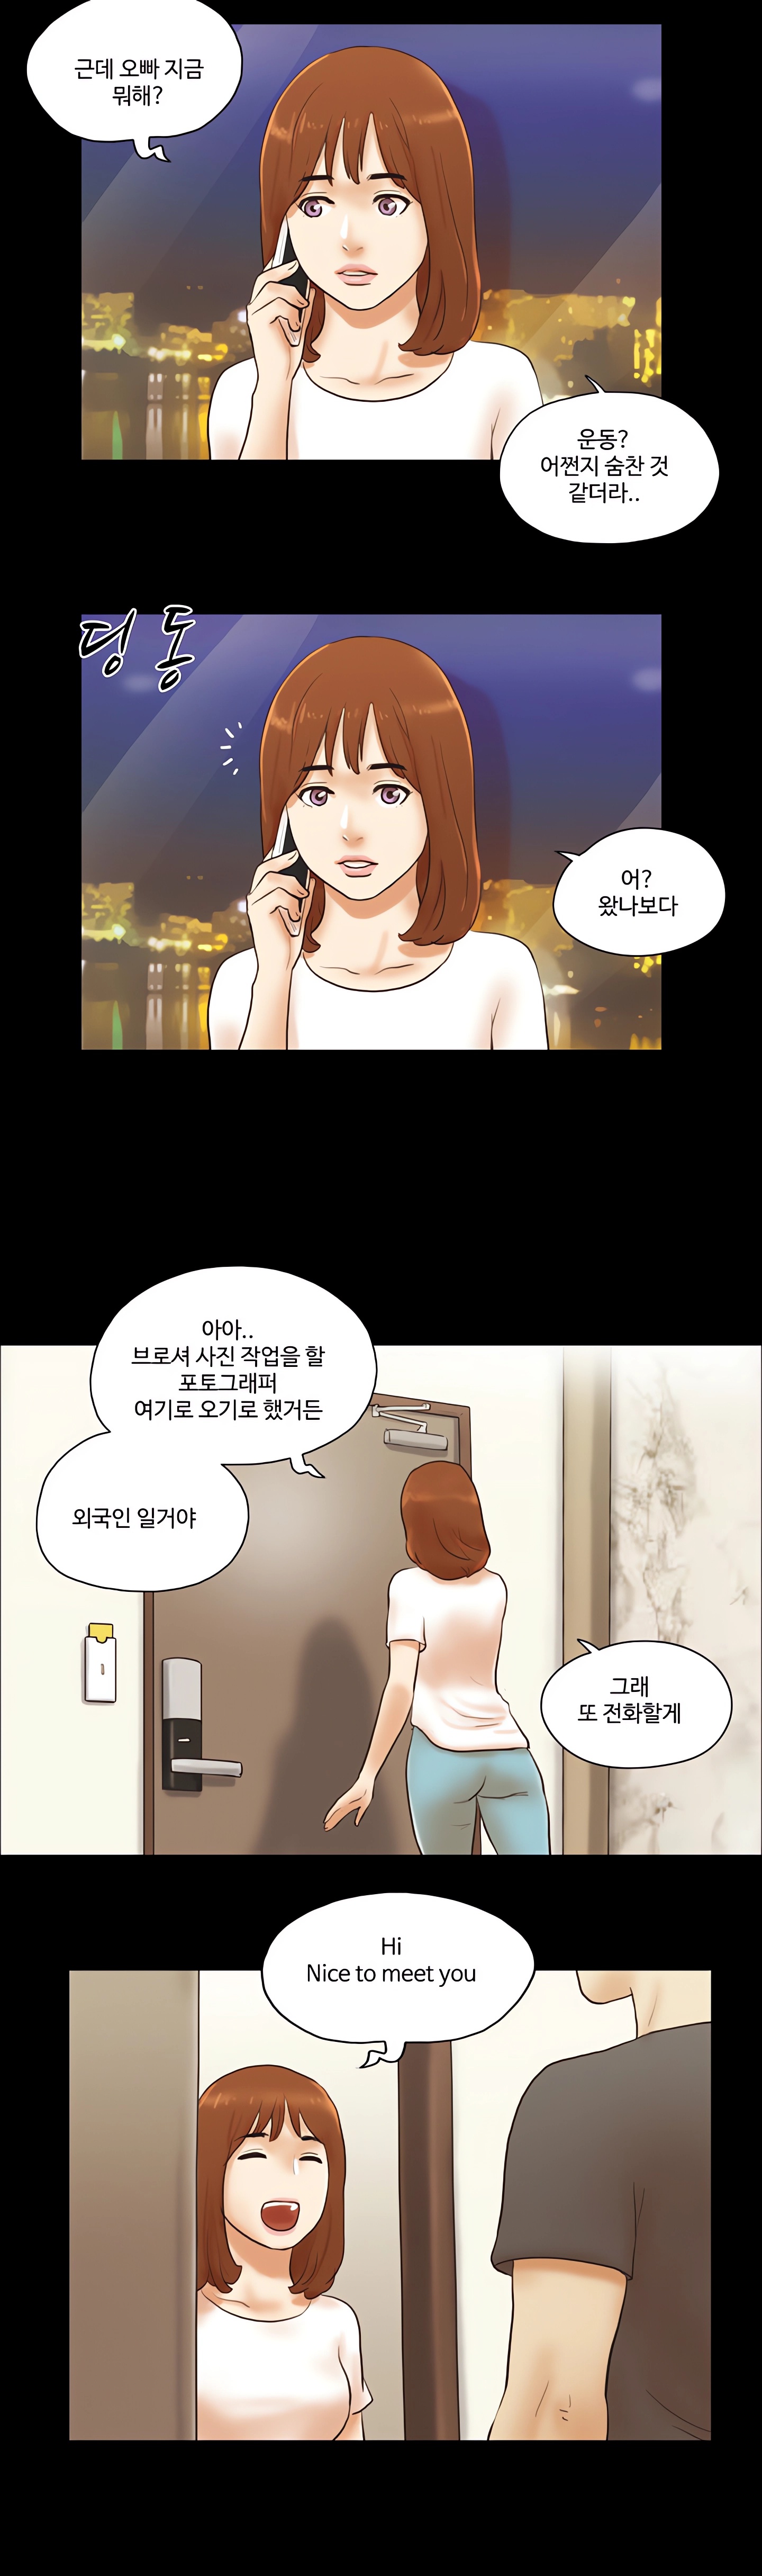 근데 오빠 지금
뭐해?
운동?
어쩐지 숨찬 것
같더라..
딩동
어?
왔나보다
아아..
브로셔 사진 작업을 할
포토그래퍼
여기로 오기로 했거든
외국인 일거야
그래
또 전화할게
Hi
Nice to meet you